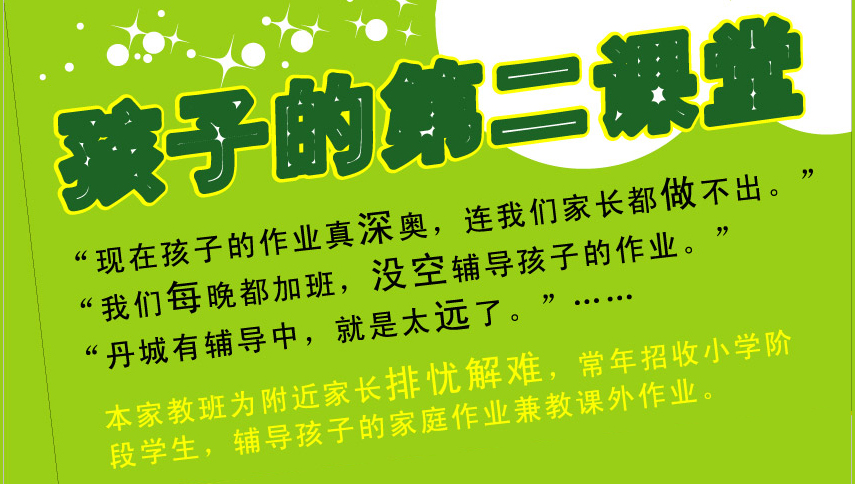 孩子的第二课堂
“现在孩子的作业真深奥，连我们家长都做不出。”
“我们每晚都加班，没空辅导孩子的作业。”
“丹城有辅导中，就是太远了。”……
本家教班为附近家长排忧解难，常年招收小学阶
段学生，辅导孩子的家庭作业兼教课外作业。